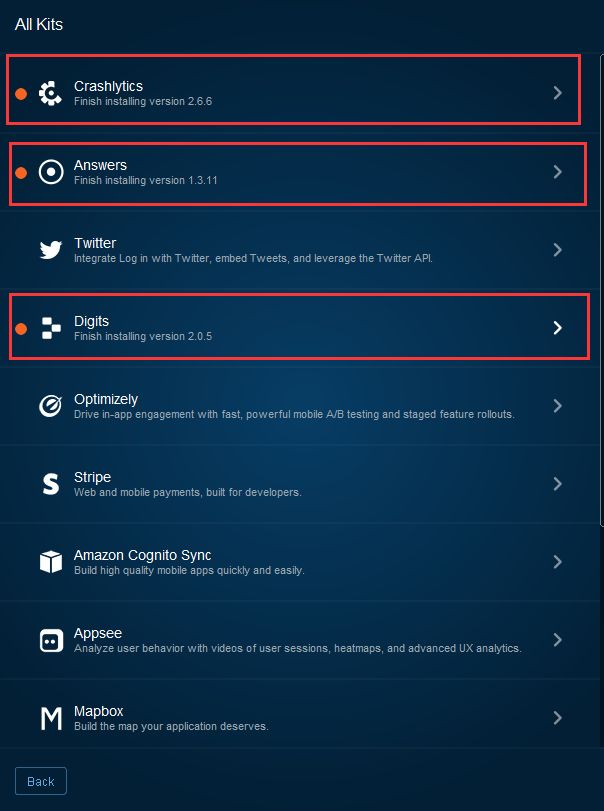 All Kits
Crashlytics
Finish installing version 2.6.6
Answers
Finish installing version 1.3.11
Twitter
Integrate Log in with Twitter, embed Tweets, and leverage the Twitter API.
Digits
Finish installing version 2.0.5
Optimizely
Drive in-app engagement with fast, powerful mobile A/B testing and staged feature rollouts.
Stripe
Web and mobile payments, built for developers.
Amazon Cognito Sync
Build high quality mobile apps quickly and easily.
Appsee
Analyze user behavior with videos of user sessions, heatmaps, and advanced UX analytics.
Mapbox
Build the map your application deserves.
Back